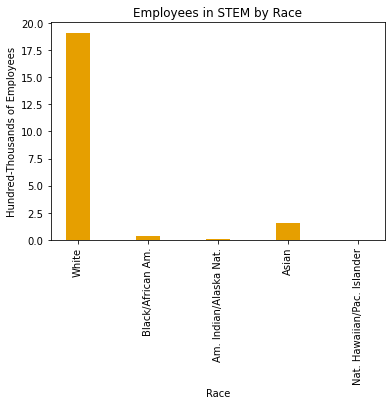 Employees in STEM by Race
Hundred-Thousands of Employees
20.0
17.5
15.0
12.5
10.0
7.5
5.0
2.5
0.0
White
Black/African Am.
Am. Indian/Alaska Nat.
Asian
Nat. Hawaiian/Pac. Islander
Race